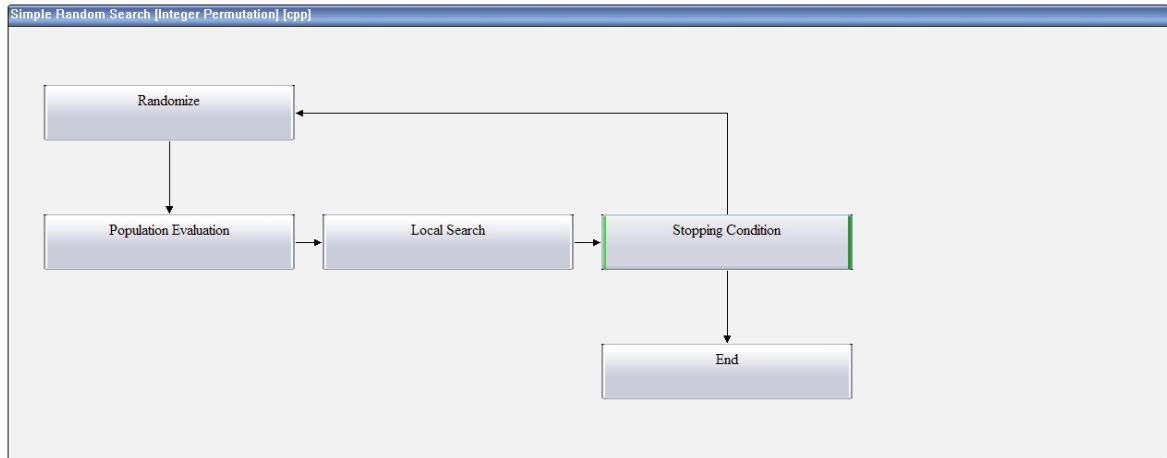 Simple Random Search [Integer Permutation] [cpp]
Randomize
Population Evaluation
Local Search
Stopping Condition
End